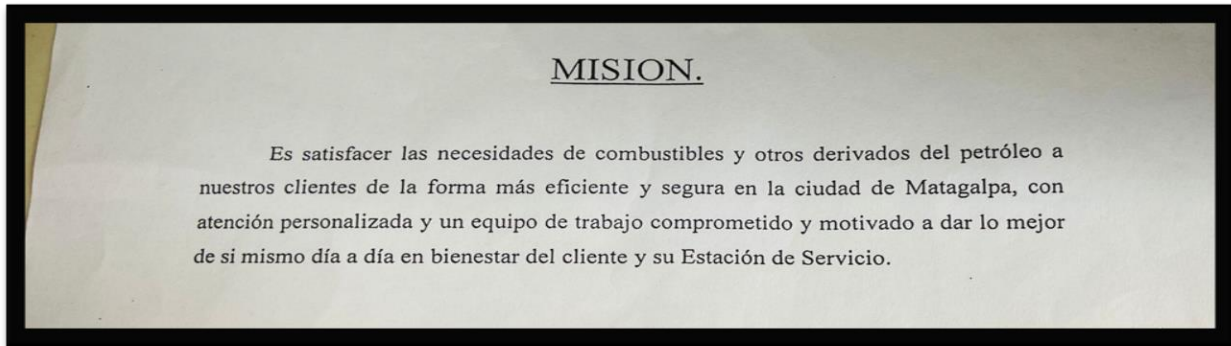 MISION.
Es satisfacer las necesidades de combustibles y otros derivados del petróleo a
nuestros clientes de la forma más eficiente y segura en la ciudad de Matagalpa, con
atención personalizada y un equipo de trabajo comprometido y motivado a dar lo mejor
de si mismo día a día en bienestar del cliente y su Estación de Servicio.